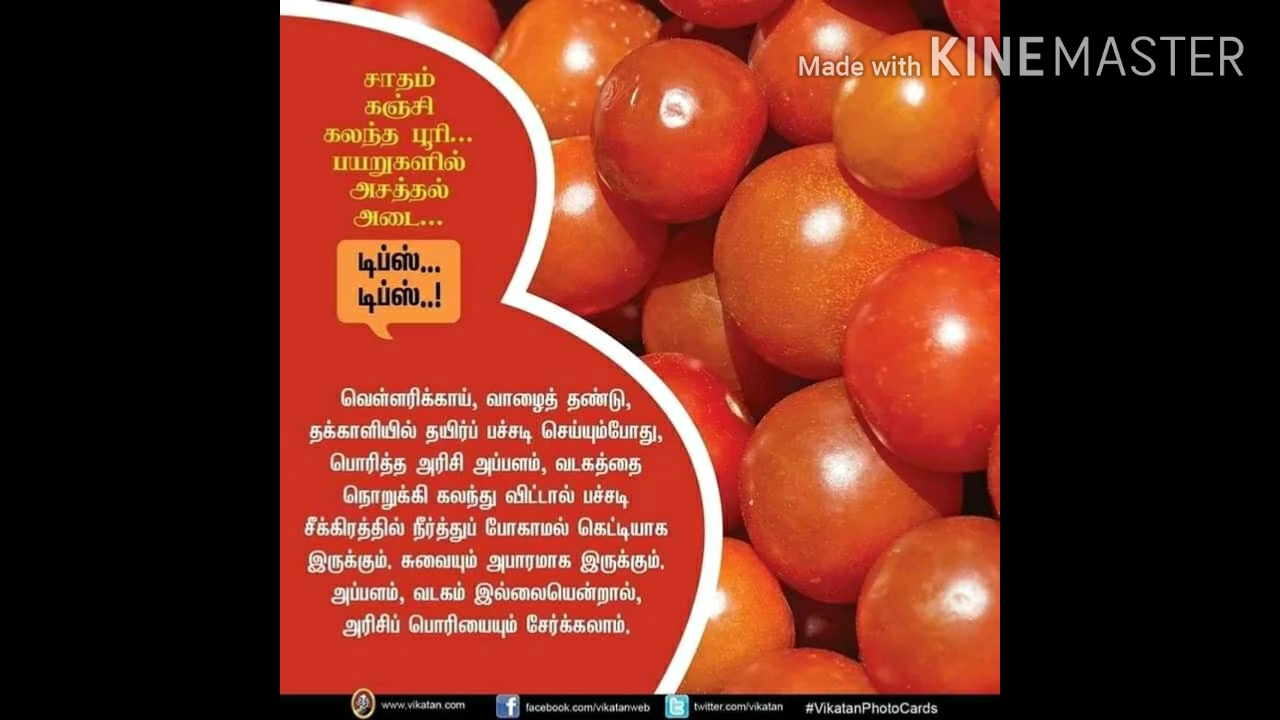 Made with KINEMASTER
சாதம்
கஞ்சி
கலந்த பூரி...
பயறுகளில்
அசத்தல்
அடை...
டிப்ஸ்...
டிப்ஸ்..!
வெள்ளரிக்காய், வாழைத் தண்டு,
தக்காளியில் தயிர்ப் பச்சடி செய்யும்போது,
பொரித்த அரிசி அப்பளம், வடகத்தை
நொறுக்கி கலந்து விட்டால் பச்சடி
சீக்கிரத்தில் நீர்த்துப் போகாமல் கெட்டியாக
இருக்கும். சுவையும் அபாரமாக இருக்கும்.
அப்பளம், வடகம் இல்லையென்றால்,
அரிசிப் பொரியையும் சேர்க்கலாம்.
www.vikatan.com facebook.com/vikatanweb twitter.com/vikatan #VikatanPhotoCards